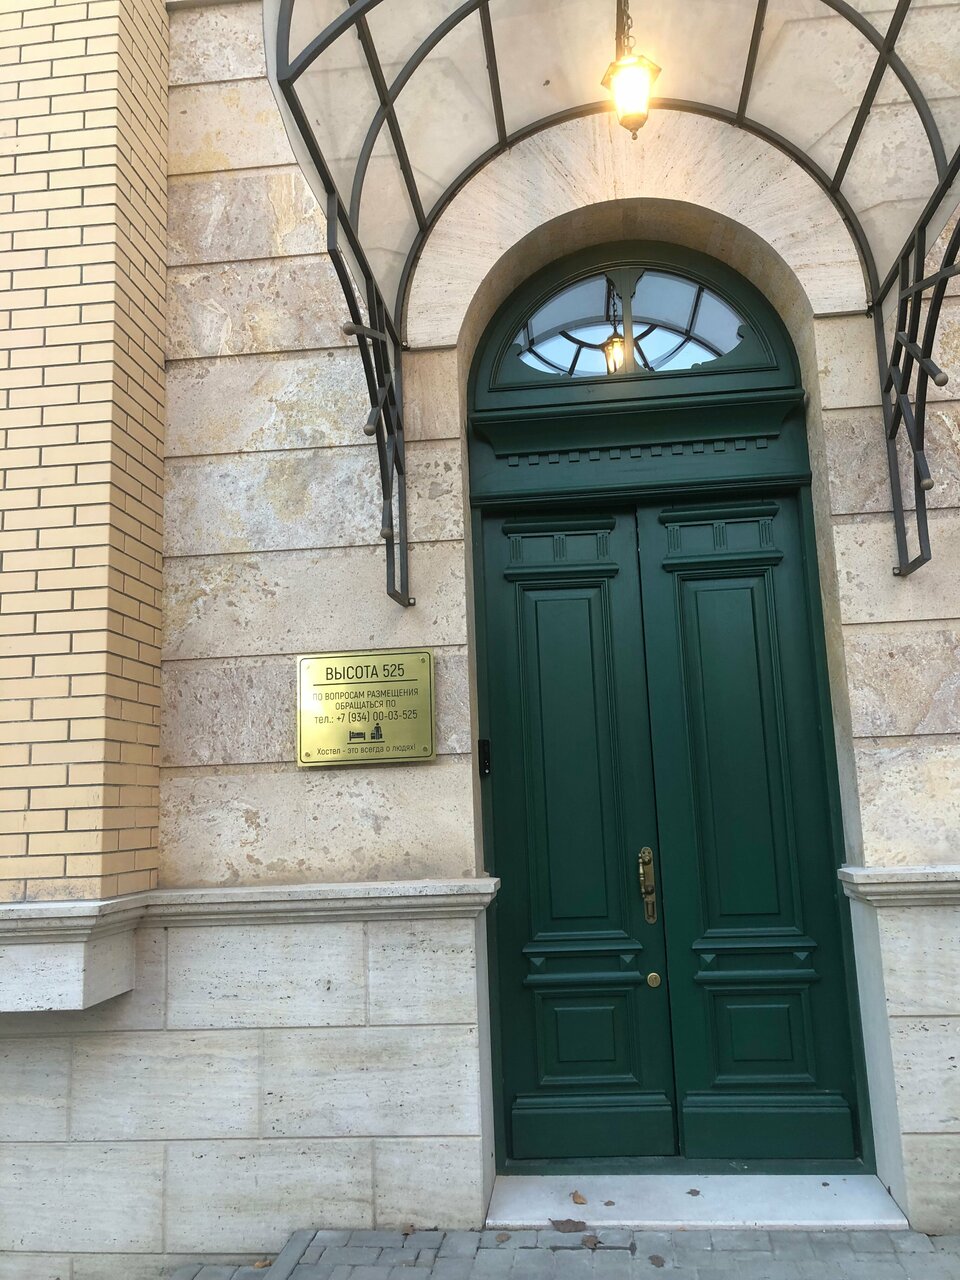 ВЫСОТА 525
ПО ВОПРОСАМ РАЗМЕЩЕНИЯ
ОБРАЩАТЬСЯ ПО
тел.: +7 (934) 00-03-525
Хостел - это всегда о людях!